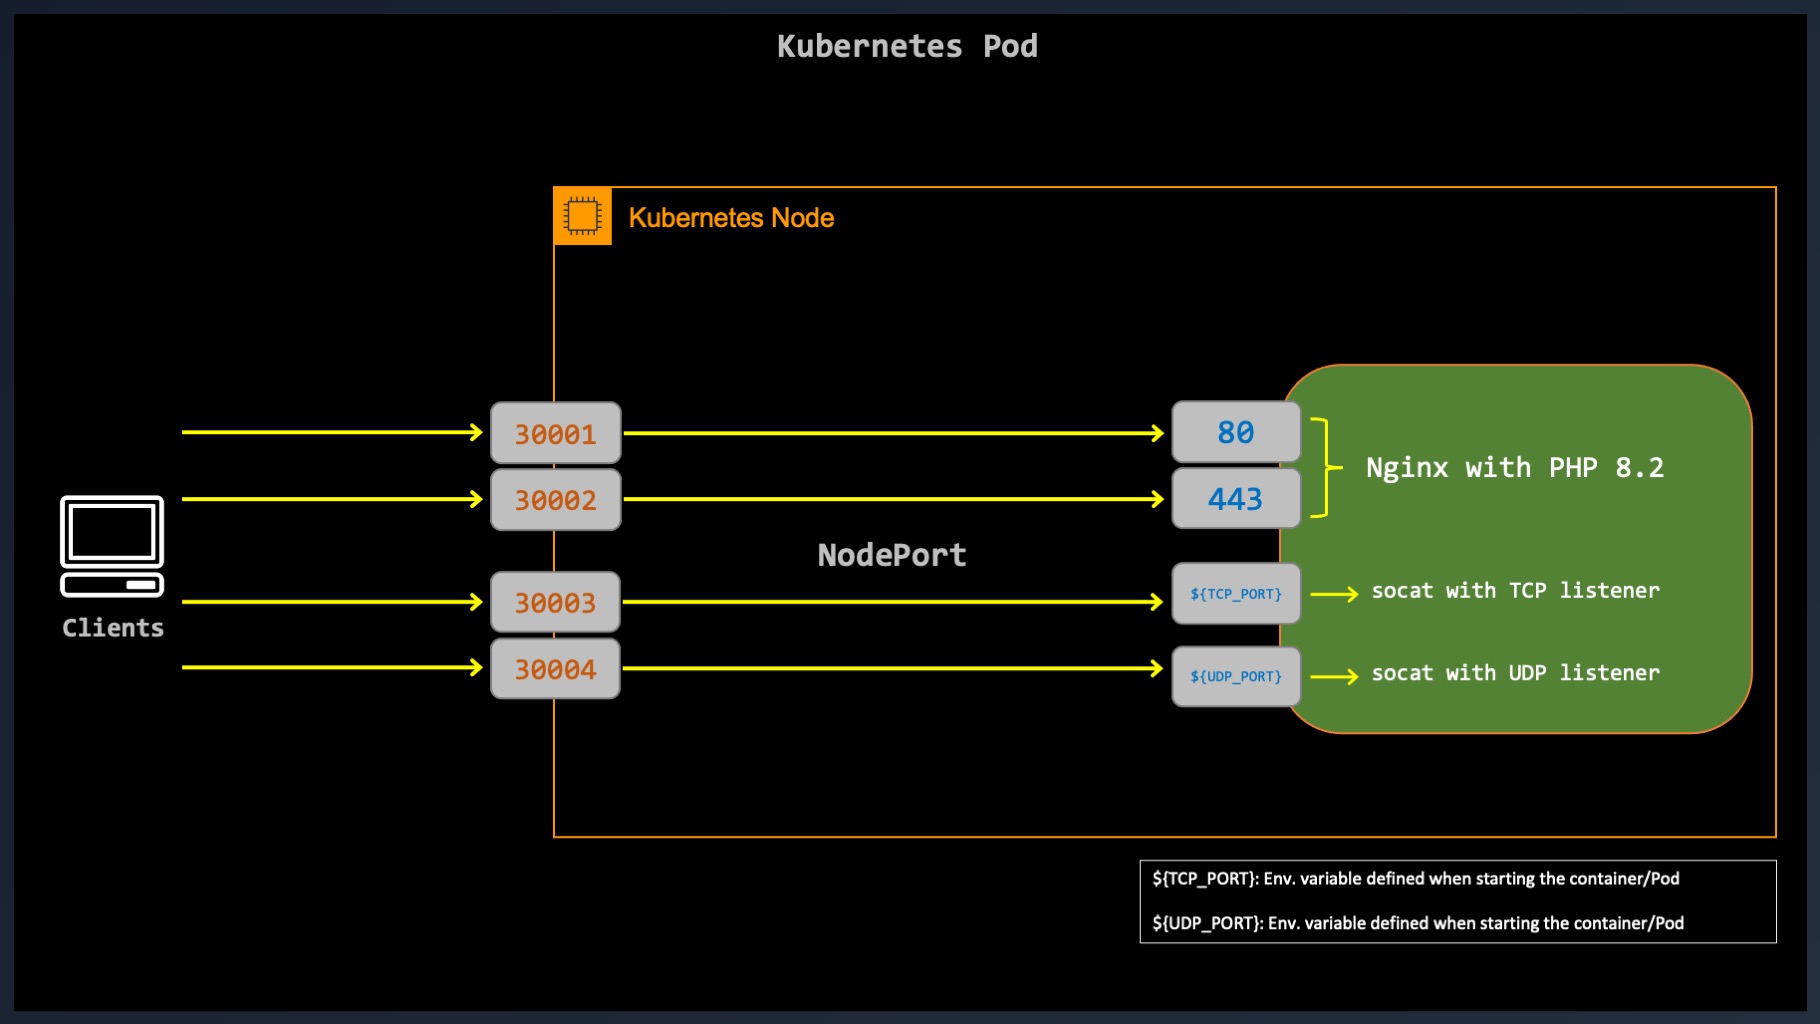 Kubernetes Pod
Kubernetes Node
30001
80
30002
443
Nginx with PHP 8.2
NodePort
30003
${TCP_PORT}
socat with TCP listener
Clients
30004
${UDP_PORT}
socat with UDP listener
${TCP_PORT}: Env. variable defined when starting the container/Pod
${UDP_PORT}: Env. variable defined when starting the container/Pod